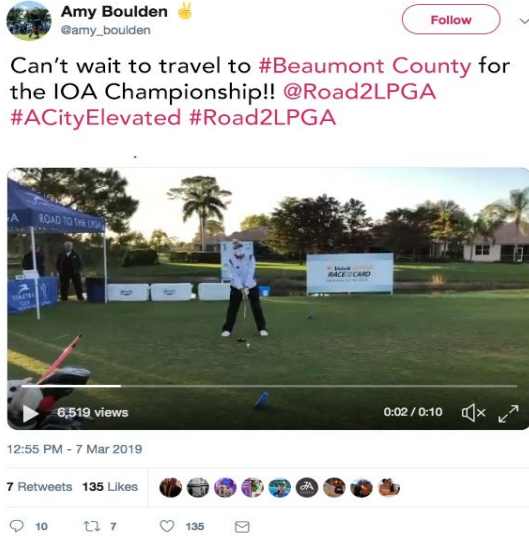 Amy Boulden ✌
@amy_boulden
Follow
Can't wait to travel to #Beaumont County for
the IOA Championship!! @Road2LPGA
#ACityElevated #Road2LPGA
ROAD TO THE LPGA
RACE CARD
6,519 views
0:02 / 0:10
12:55 PM - 7 Mar 2019
7 Retweets 135 Likes
10 7 135